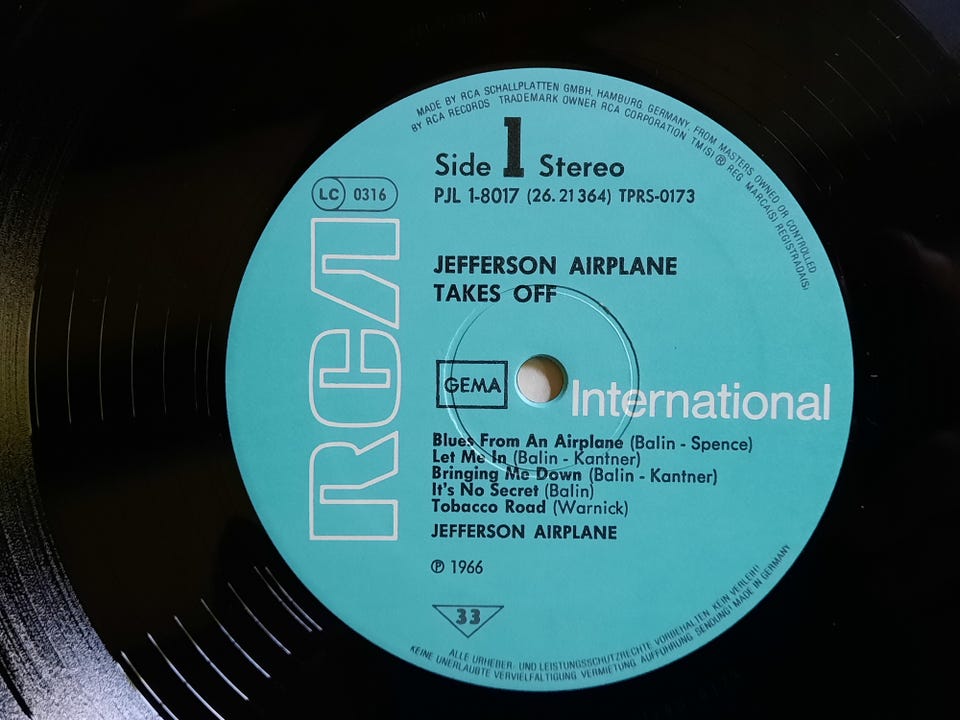 MADE BY RCA SCHALLPLATTEN GMBH, HAMBURG, GERMANY, FROM MASTERS OWNED OR CONTROLLED
BY RCA RECORDS TRADEMARK OWNER RCA CORPORATION TM(S) ® REG. MARCA(S) REGISTRADA(S)
Side 1 Stereo
PJL 1-8017 (26.21364) TPRS-0173
LC 0316
RCA
JEFFERSON AIRPLANE
TAKES OFF
GEMA
International
Blues From An Airplane (Balin - Spence)
Let Me In (Balin - Kantner)
Bringing Me Down (Balin - Kantner)
It's No Secret (Balin)
Tobacco Road (Warnick)
JEFFERSON AIRPLANE
℗ 1966
33
ALLE URHEBER- UND LEISTUNGSSCHUTZRECHTE VORBEHALTEN KEIN VERLEIH!
KEINE UNERLAUBTE VERVIELFÄLTIGUNG VERMIETUNG AUFFÜHRUNG SENDUNG! MADE IN GERMANY